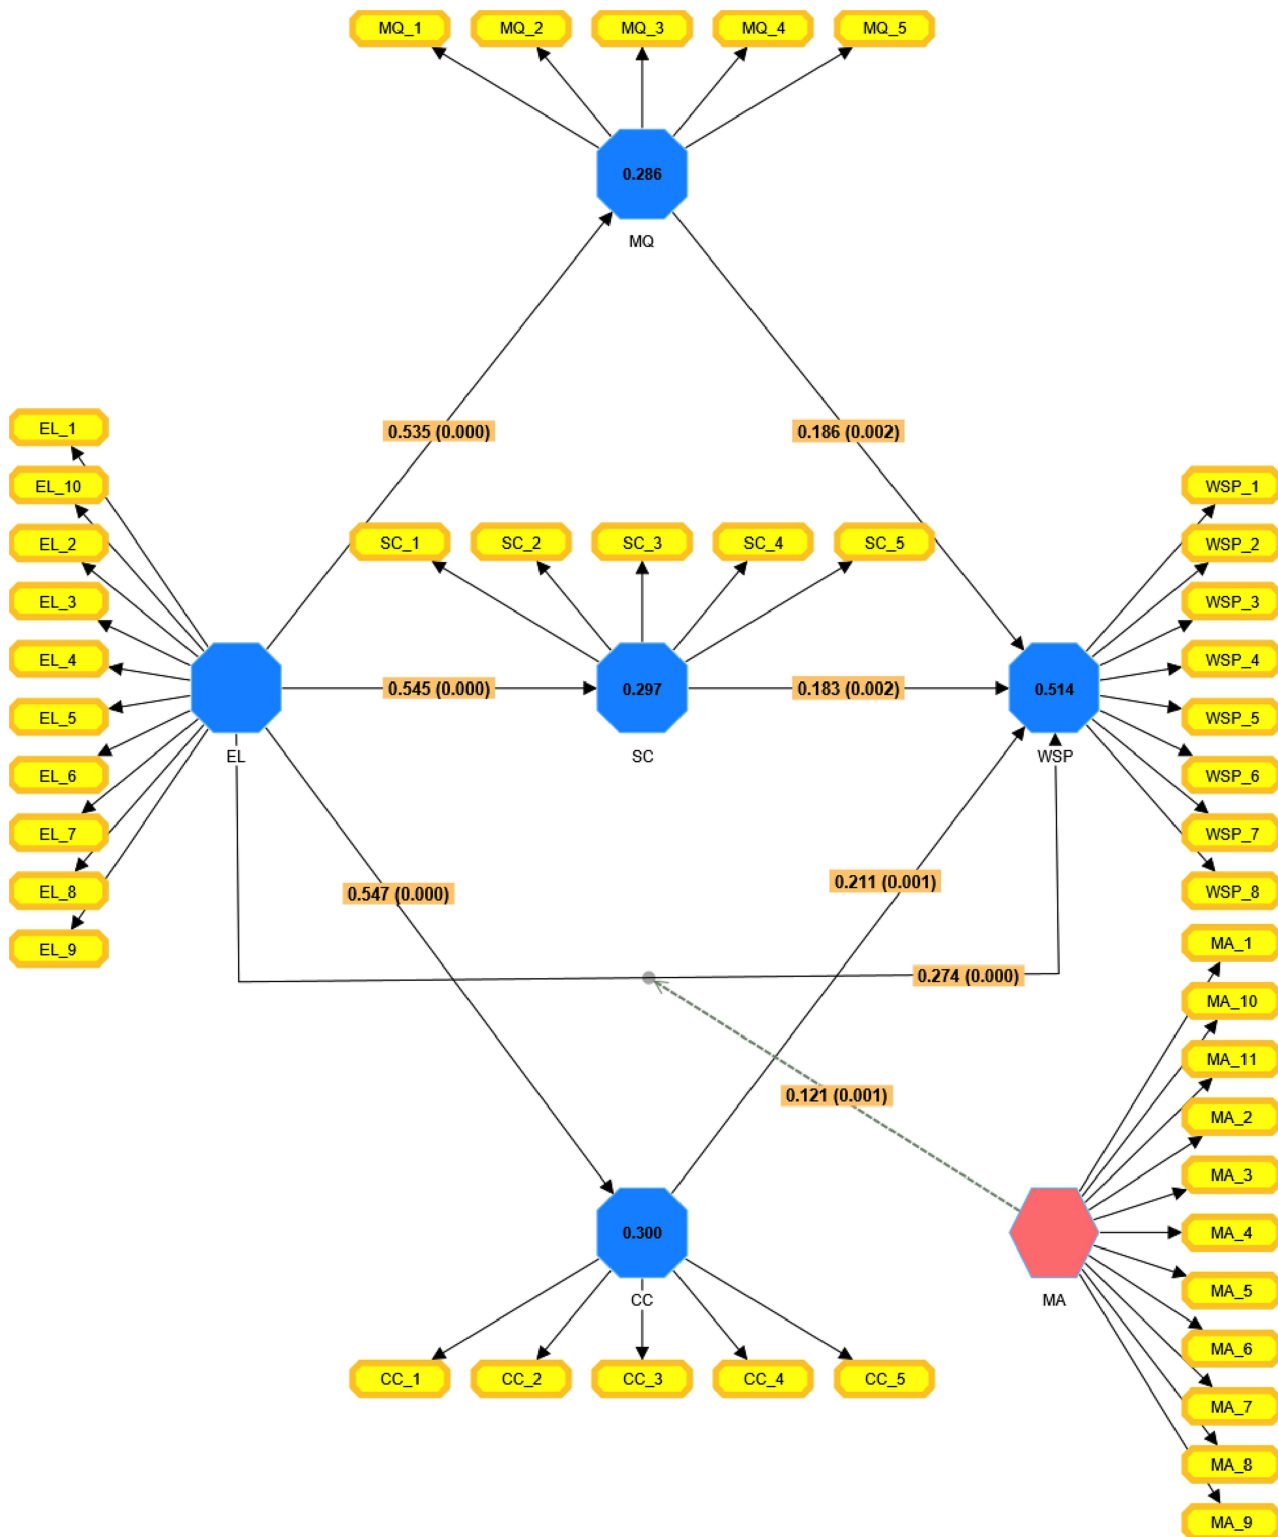 MQ_1
MQ_2
MQ_3
MQ_4
MQ_5
0.286
MQ
0.535 (0.000)
0.186 (0.002)
EL_1
EL_10
EL_2
EL_3
EL_4
EL_5
EL_6
EL_7
EL_8
EL_9
EL
SC_1
SC_2
SC_3
SC_4
SC_5
0.545 (0.000)
0.297
SC
0.183 (0.002)
0.514
WSP
WSP_1
WSP_2
WSP_3
WSP_4
WSP_5
WSP_6
WSP_7
WSP_8
0.547 (0.000)
0.211 (0.001)
0.274 (0.000)
0.121 (0.001)
0.300
CC
CC_1
CC_2
CC_3
CC_4
CC_5
MA
MA_1
MA_10
MA_11
MA_2
MA_3
MA_4
MA_5
MA_6
MA_7
MA_8
MA_9